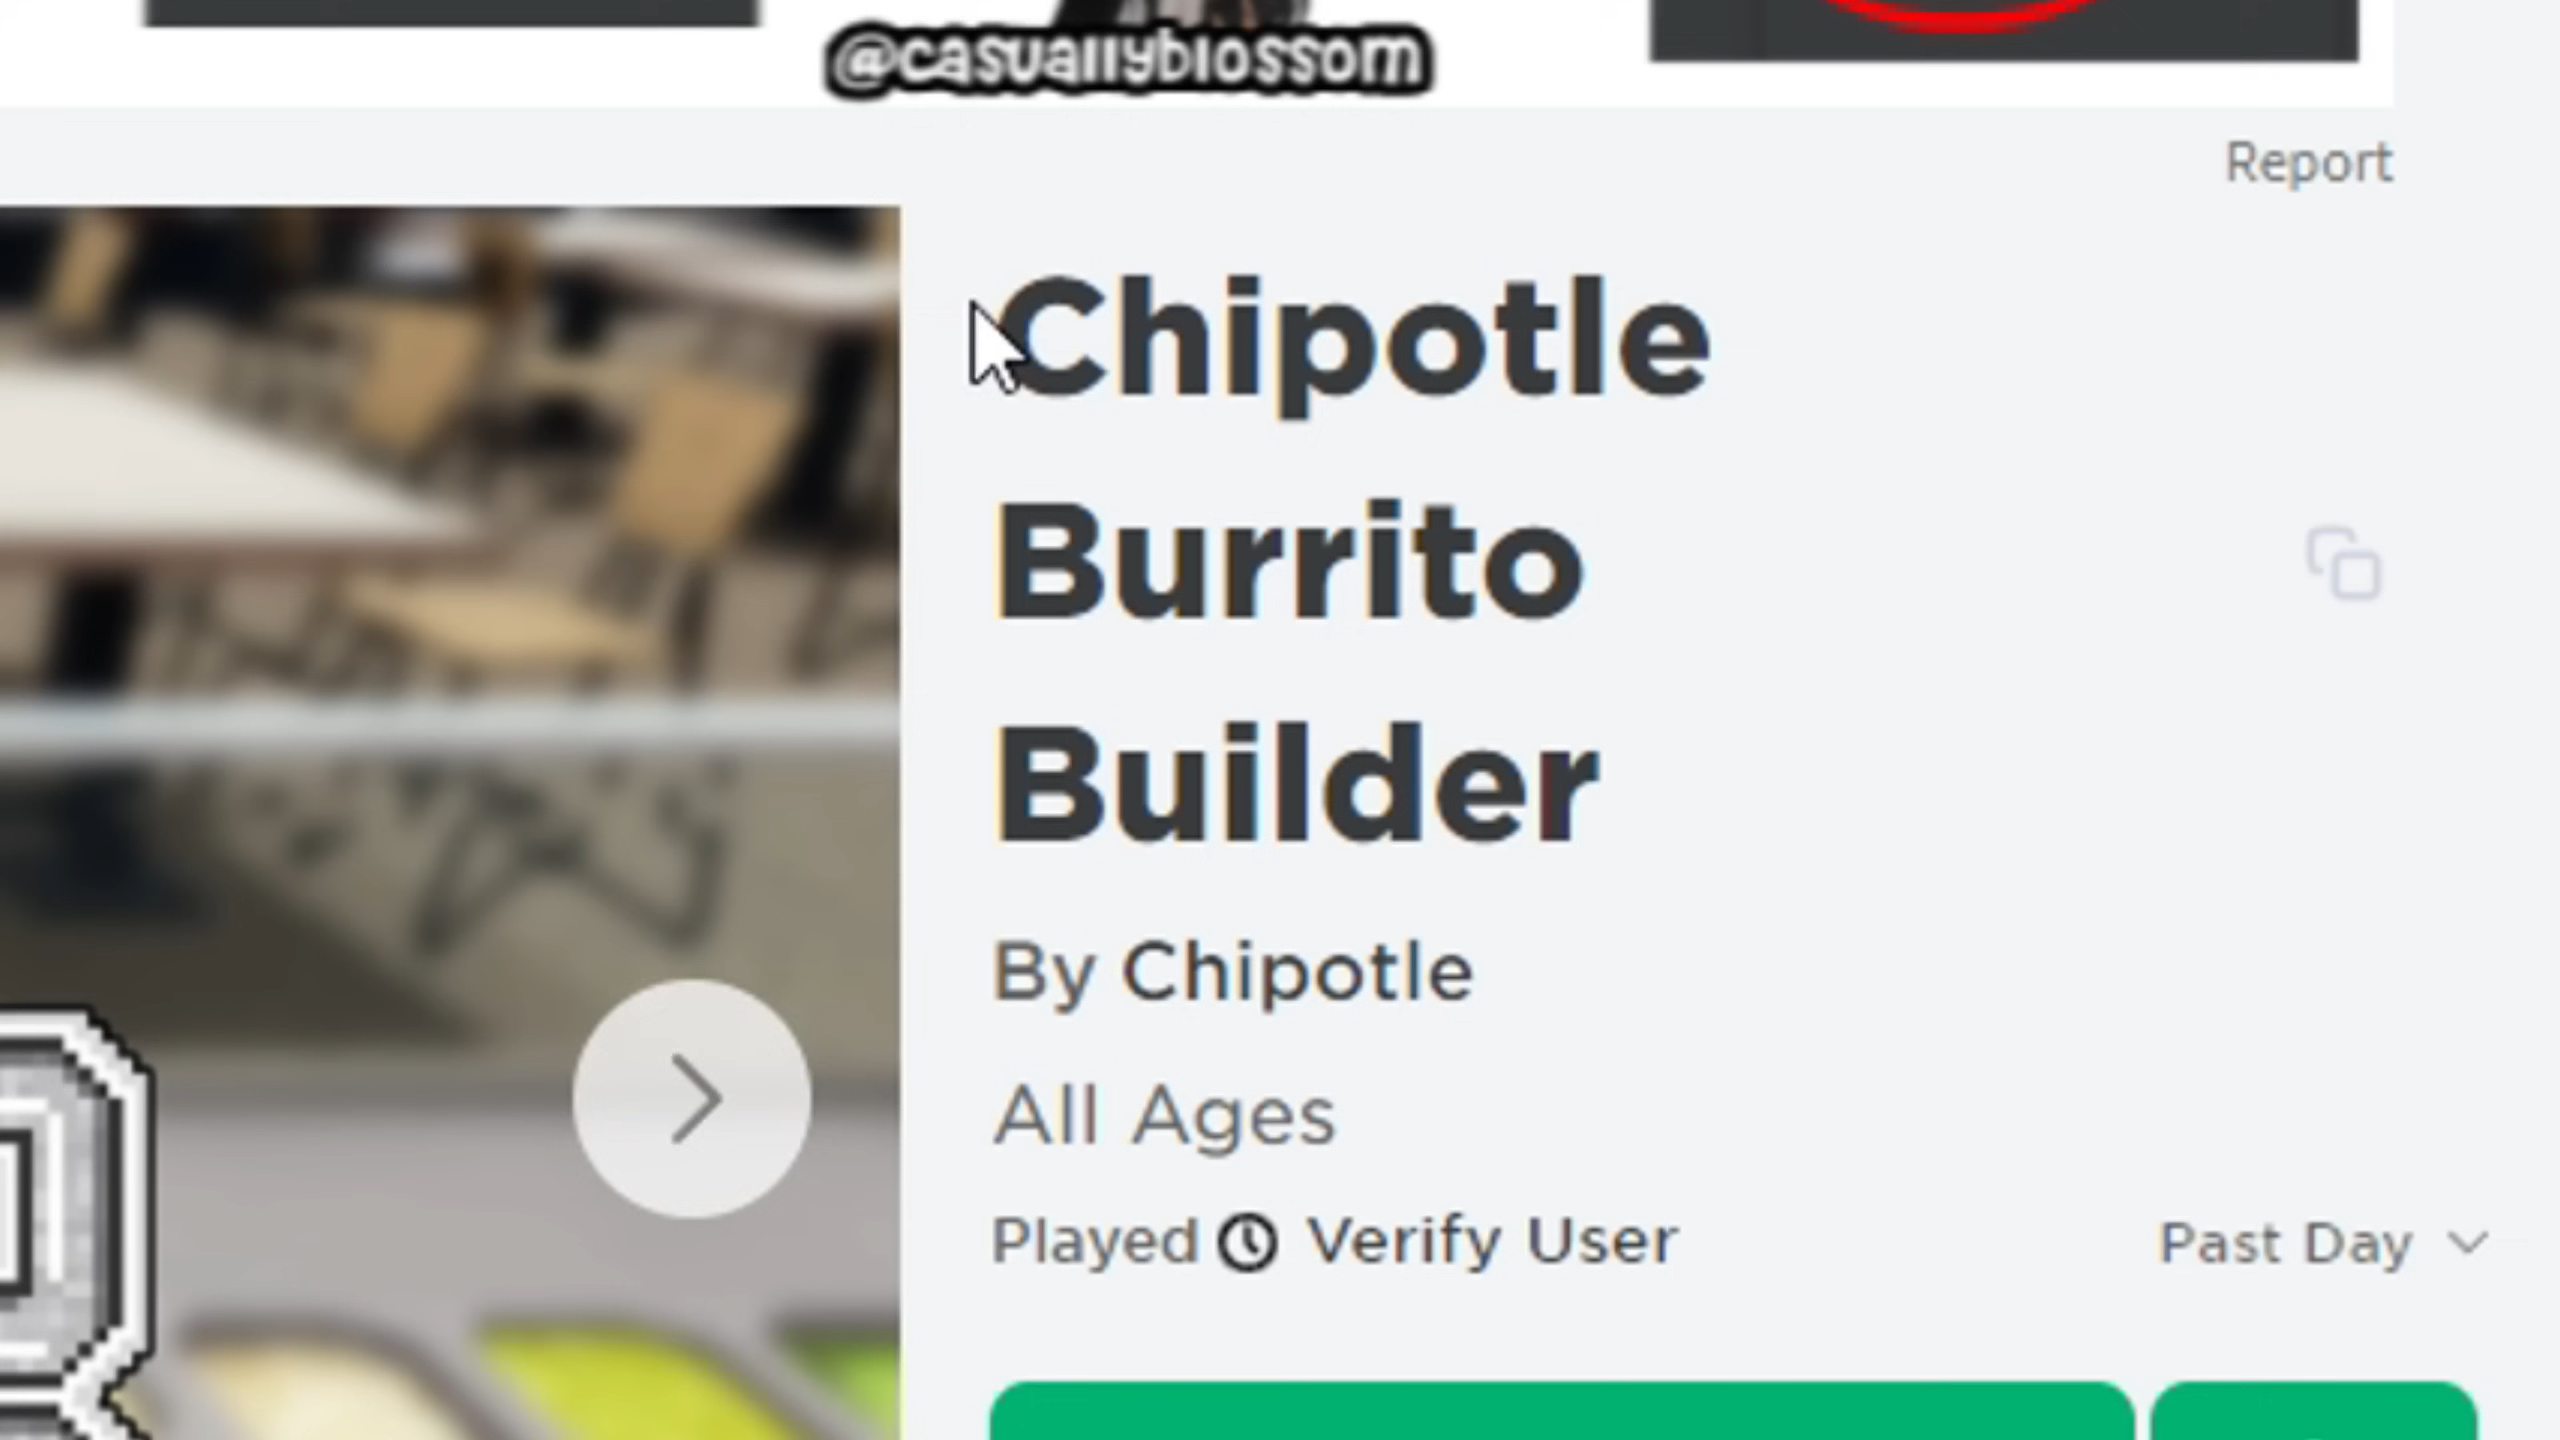 @casuallyblossom
Report
Chipotle
Burrito
Builder
By Chipotle
All Ages
Played Verify User
Past Day